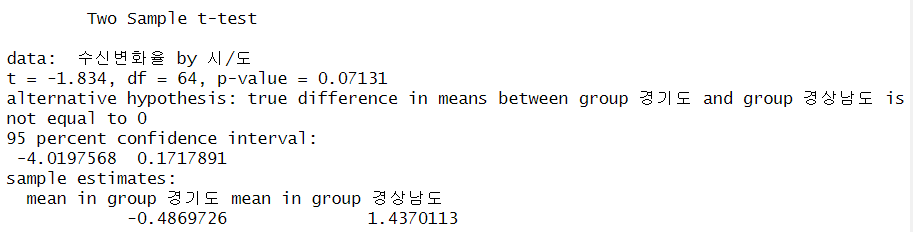 Two Sample t-test
data:  수신변화율 by 시/도
t = -1.834, df = 64, p-value = 0.07131
alternative hypothesis: true difference in means between group 경기도 and group 경상남도 is
not equal to 0
95 percent confidence interval:
 -4.0197568  0.1717891
sample estimates:
  mean in group 경기도 mean in group 경상남도
            -0.4869726              1.4370113